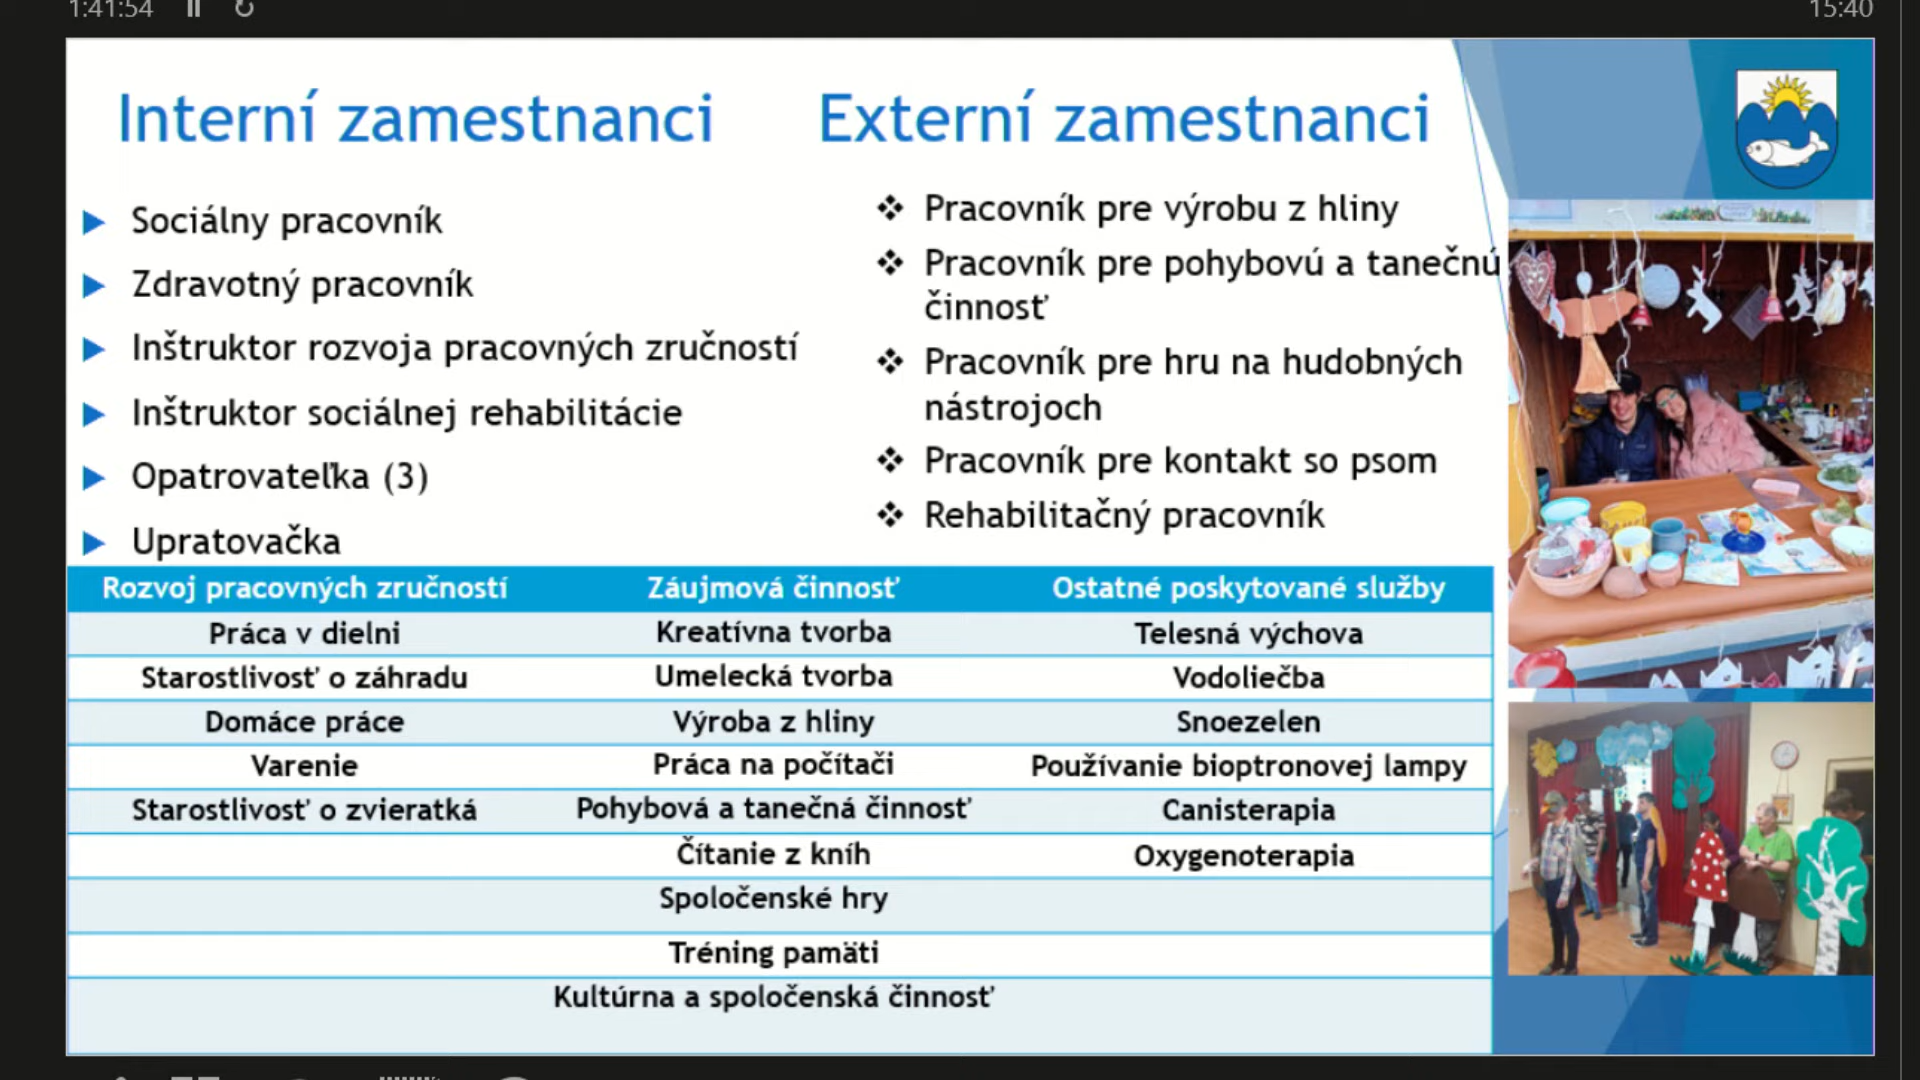 1:41:54
15:40
Interní zamestnanci
Sociálny pracovník
Zdravotný pracovník
Inštruktor rozvoja pracovných zručností
Inštruktor sociálnej rehabilitácie
Opatrovateľka (3)
Upratovačka
Externí zamestnanci
Pracovník pre výrobu z hliny
Pracovník pre pohybovú a tanečnú
činnosť
Pracovník pre hru na hudobných
nástrojoch
Pracovník pre kontakt so psom
Rehabilitačný pracovník
Rozvoj pracovných zručností Záujmová činnosť Ostatné poskytované služby
Práca v dielni Kreatívna tvorba Telesná výchova
Starostlivosť o záhradu Umelecká tvorba Vodoliečba
Domáce práce Výroba z hliny Snoezelen
Varenie Práca na počítači Používanie bioptronovej lampy
Starostlivosť o zvieratká Pohybová a tanečná činnosť Canisterapia
Čítanie z kníh Oxygenoterapia
Spoločenské hry
Tréning pamäti
Kultúrna a spoločenská činnosť